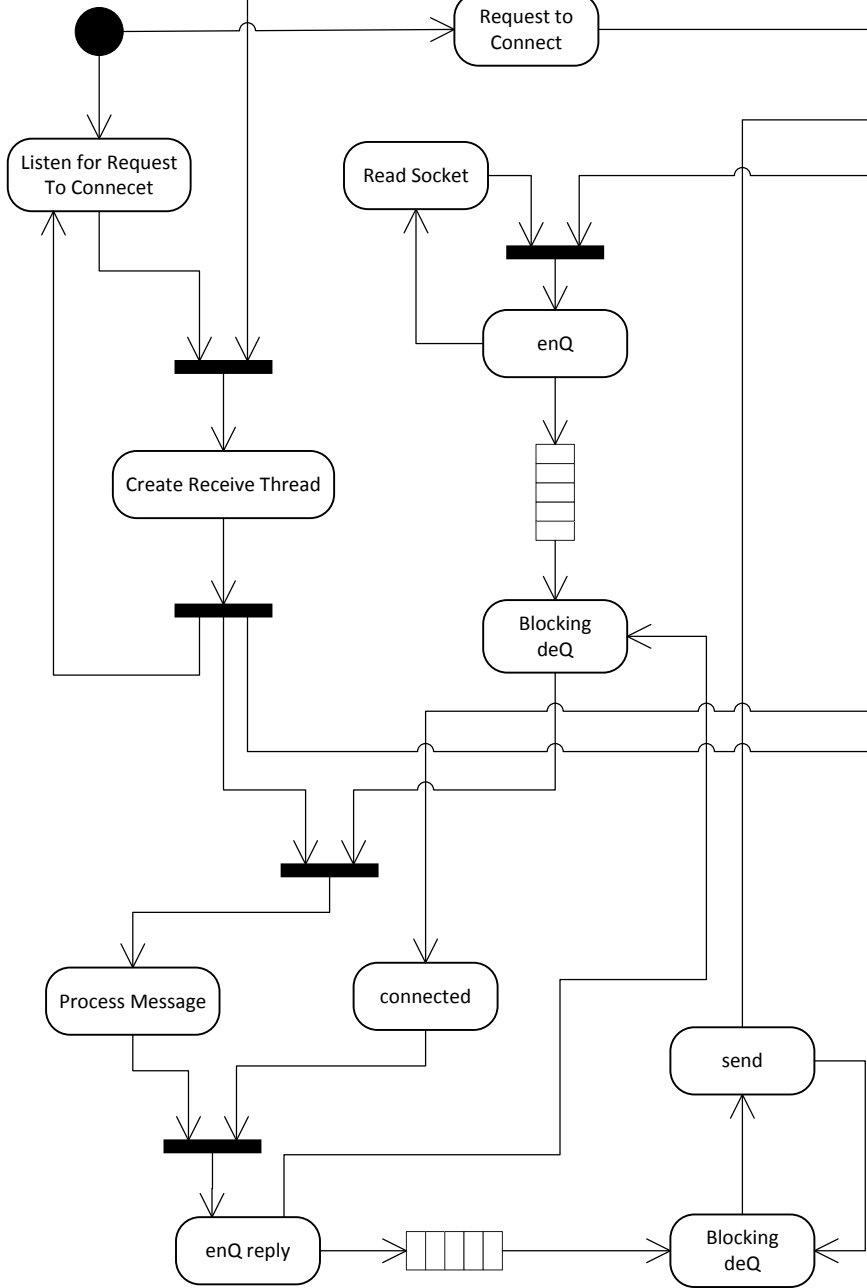 Request to
Connect
Listen for Request
To Connecet
Read Socket
enQ
Create Receive Thread
Blocking
deQ
Process Message
connected
send
enQ reply
Blocking
deQ